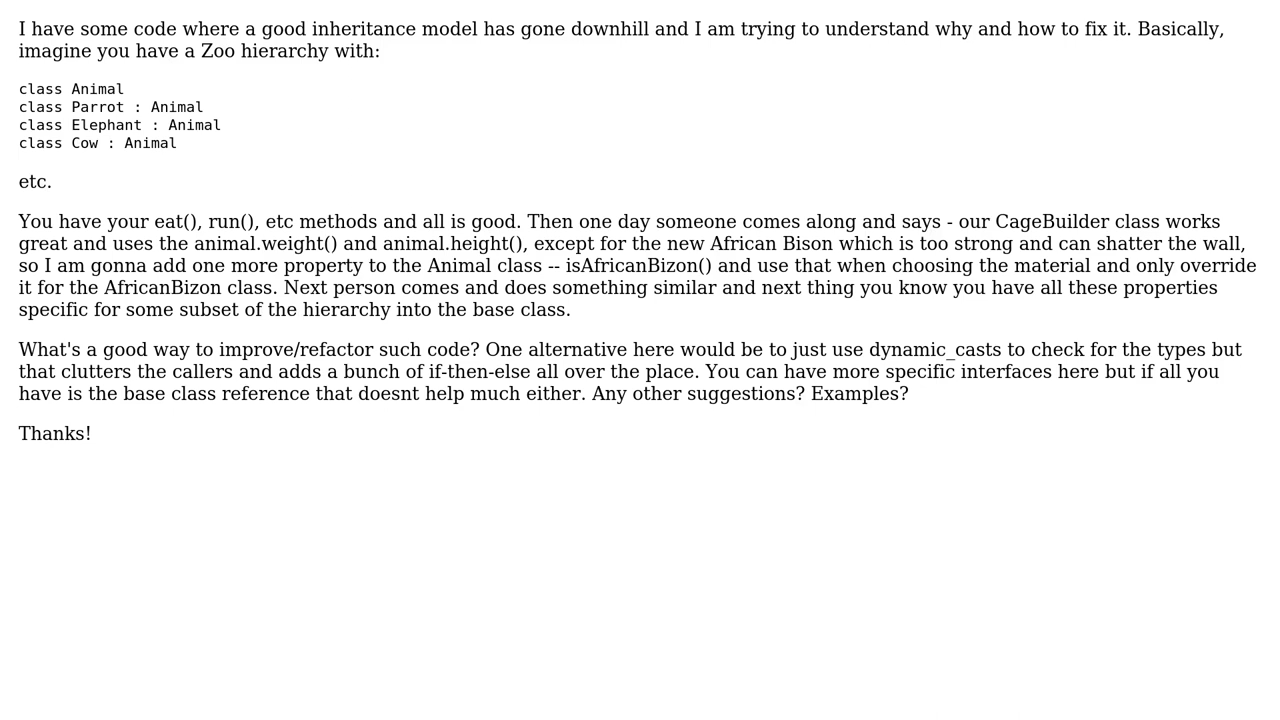 I have some code where a good inheritance model has gone downhill and I am trying to understand why and how to fix it. Basically,
imagine you have a Zoo hierarchy with:
class Animal
class Parrot : Animal
class Elephant : Animal
class Cow : Animal
etc.
You have your eat(), run(), etc methods and all is good. Then one day someone comes along and says - our CageBuilder class works
great and uses the animal.weight() and animal.height(), except for the new African Bison which is too strong and can shatter the wall,
so I am gonna add one more property to the Animal class -- isAfricanBizon() and use that when choosing the material and only override
it for the AfricanBizon class. Next person comes and does something similar and next thing you know you have all these properties
specific for some subset of the hierarchy into the base class.
What's a good way to improve/refactor such code? One alternative here would be to just use dynamic_casts to check for the types but
that clutters the callers and adds a bunch of if-then-else all over the place. You can have more specific interfaces here but if all you
have is the base class reference that doesnt help much either. Any other suggestions? Examples?
Thanks!